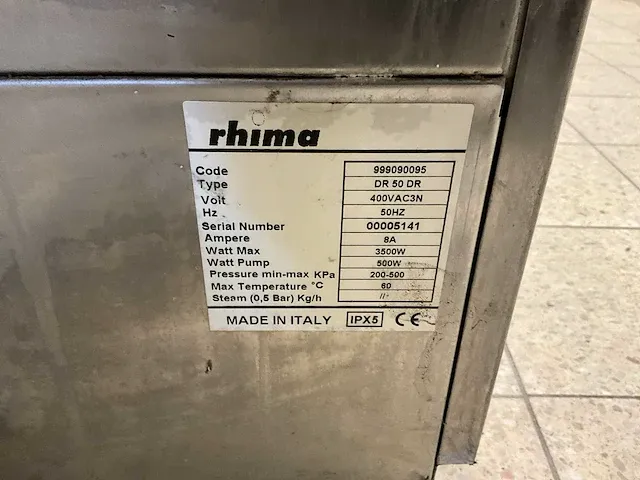 rhima
Code 999090095
Type DR 50 DR
Volt 400VAC3N
Hz 50HZ
Serial Number 00005141
Ampere 8A
Watt Max 3500W
Watt Pump 500W
Pressure min-max KPa 200-500
Max Temperature °C 60
Steam (0,5 Bar) Kg/h //
MADE IN ITALY IPX5 CE